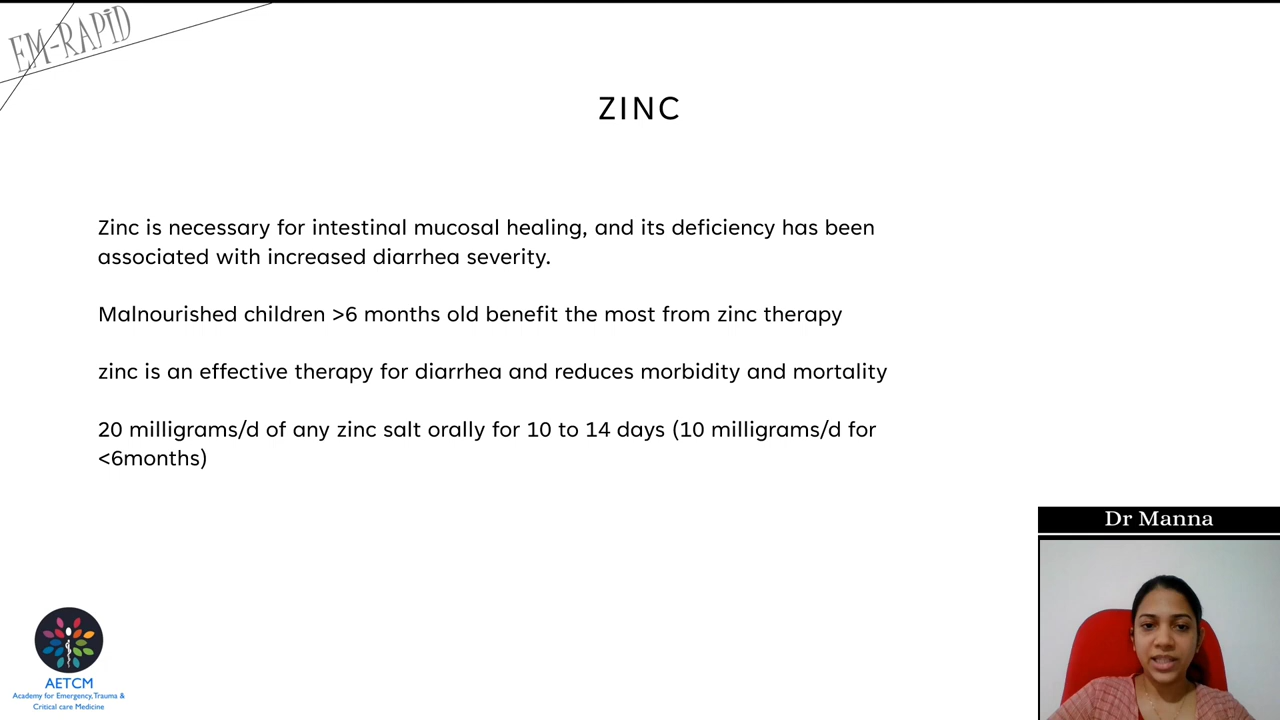 EM-RAPiD
ZINC
Zinc is necessary for intestinal mucosal healing, and its deficiency has been
associated with increased diarrhea severity.
Malnourished children >6 months old benefit the most from zinc therapy
zinc is an effective therapy for diarrhea and reduces morbidity and mortality
20 milligrams/d of any zinc salt orally for 10 to 14 days (10 milligrams/d for
<6months)
Dr Manna
AETCM
Academy for Emergency,Trauma &
Critical care Medicine